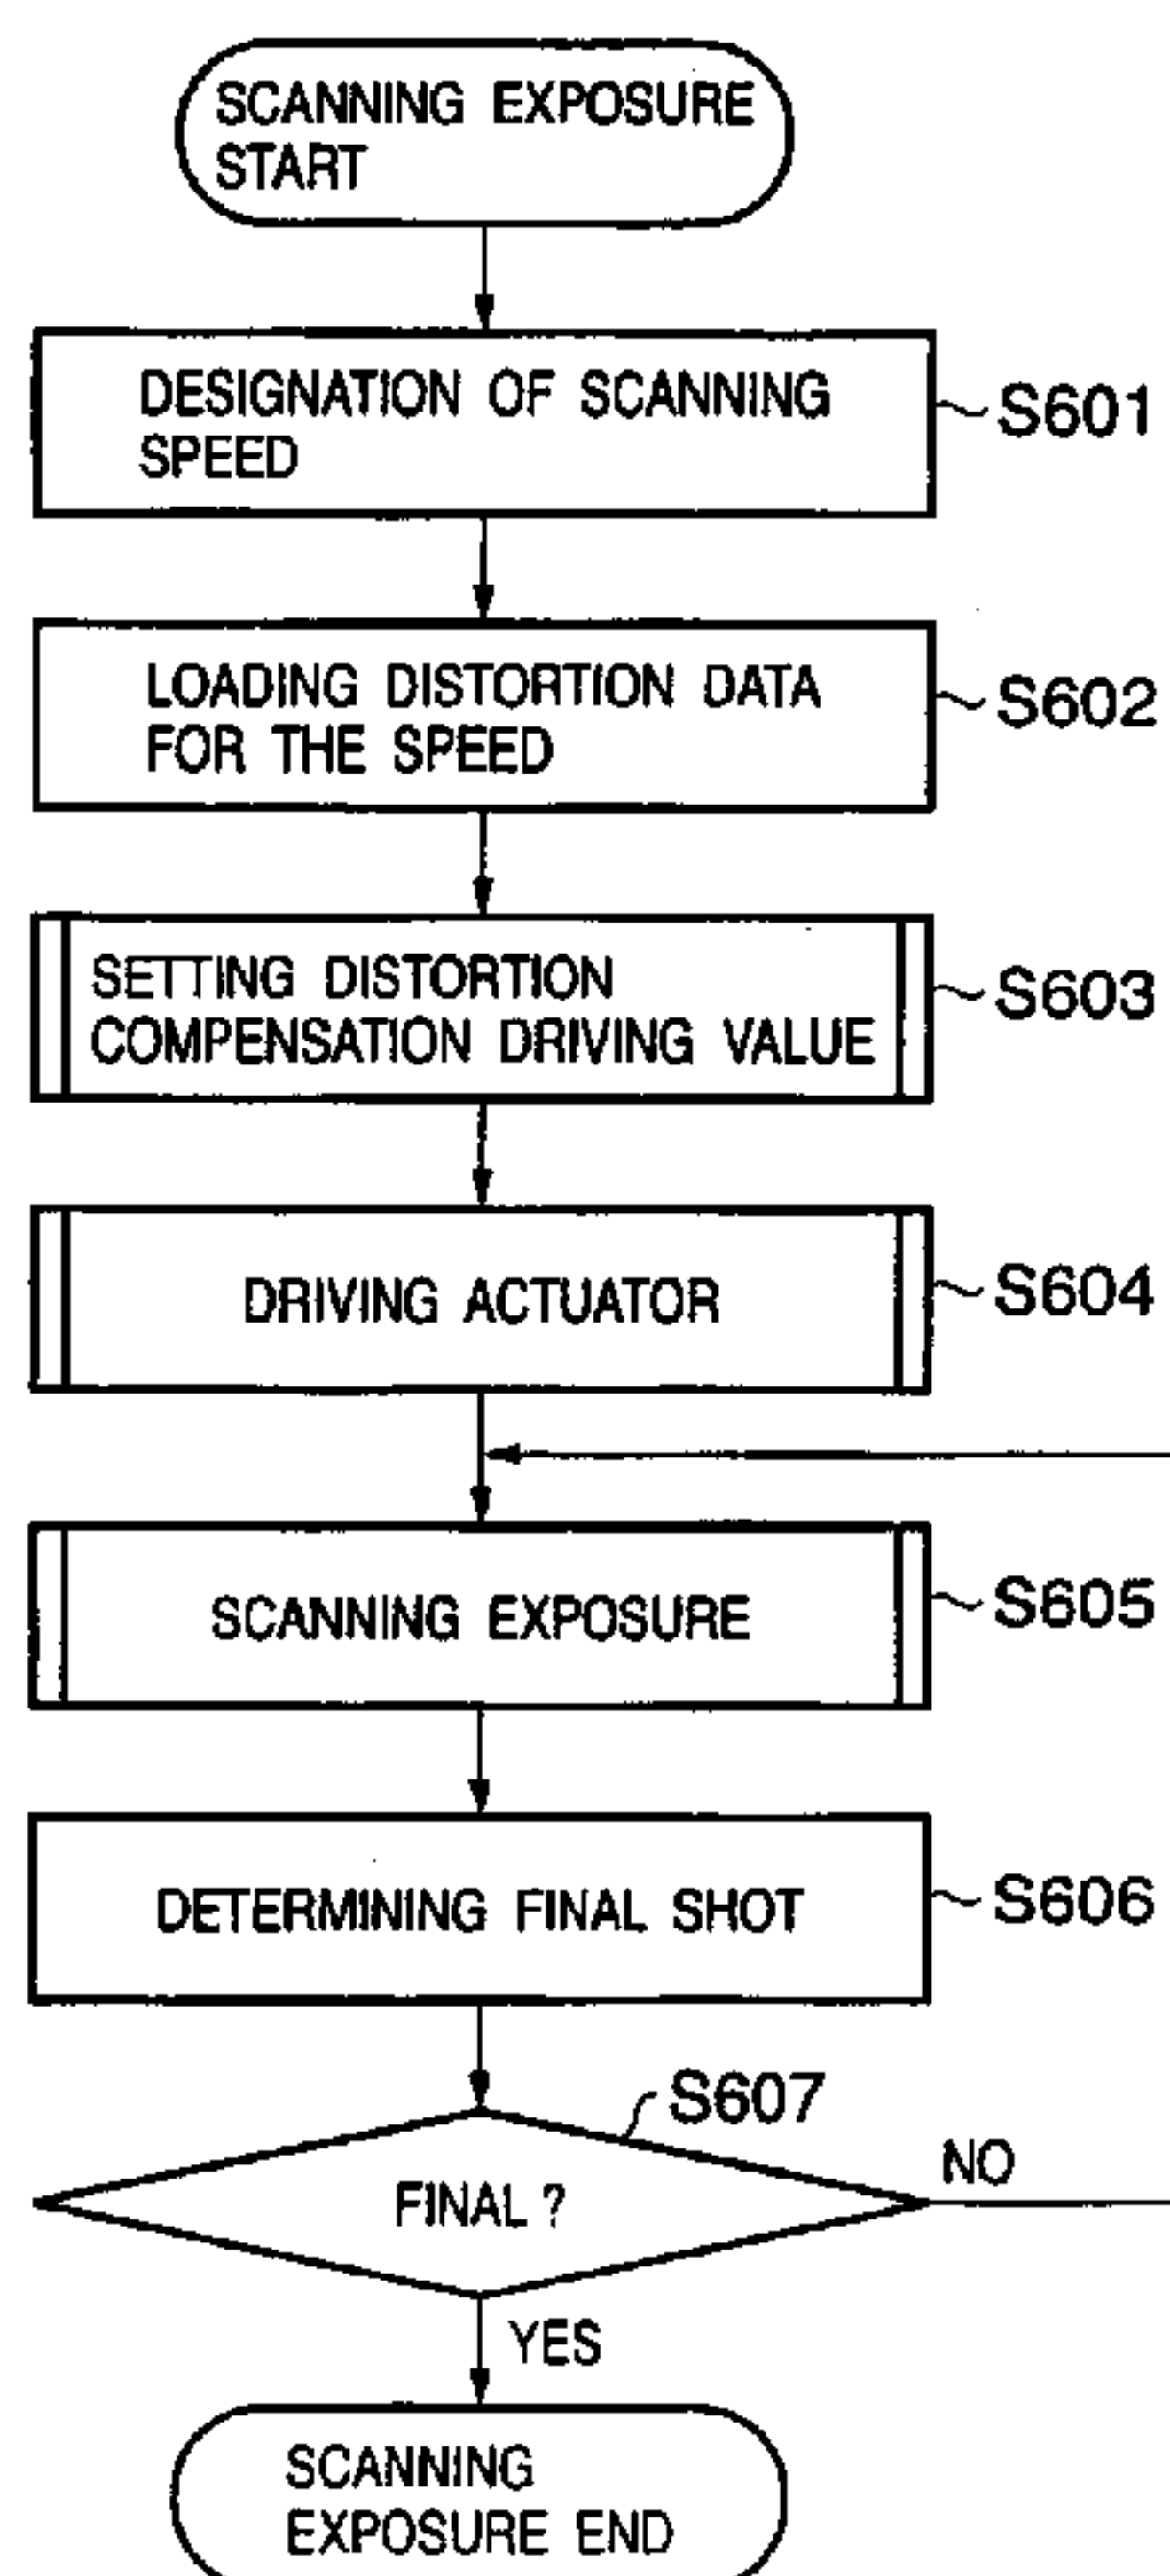 SCANNING EXPOSURE
START
DESIGNATION OF SCANNING
SPEED
S601
LOADING DISTORTION DATA
FOR THE SPEED
S602
SETTING DISTORTION
COMPENSATION DRIVING VALUE
S603
DRIVING ACTUATOR
S604
SCANNING EXPOSURE
S605
DETERMINING FINAL SHOT
S606
S607
FINAL ?
NO
YES
SCANNING
EXPOSURE END